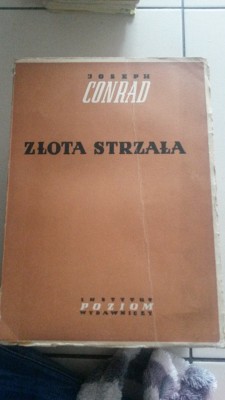 JOSEPH
CONRAD
ZŁOTA STRZAŁA
INSTYTUT
POZIOM
WYDAWNICZY